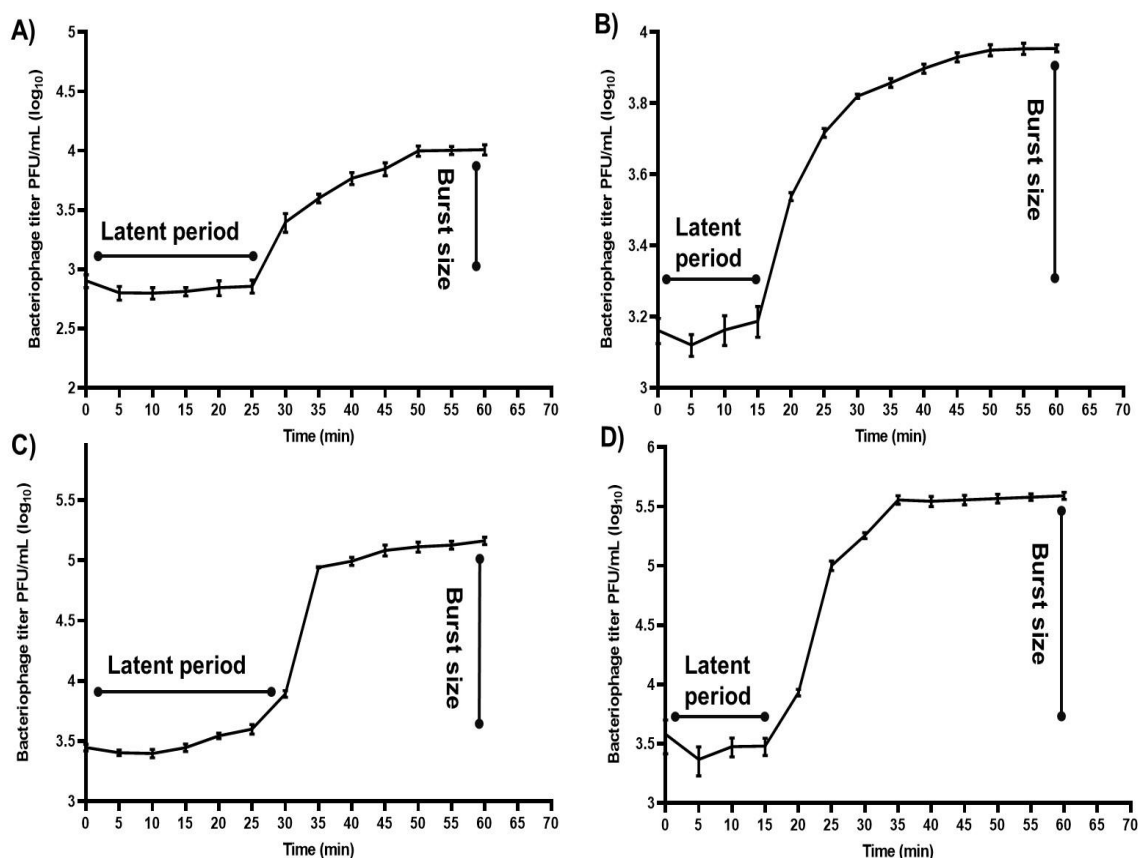 A)
Bacteriophage titer PFU/mL (log10)
5
4.5
4
3.5
3
2.5
2
Latent period
Burst size
0 5 10 15 20 25 30 35 40 45 50 55 60 65 70
Time (min)
B)
Bacteriophage titer PFU/mL (log10)
4
3.8
3.6
3.4
3.2
3
Latent
period
Burst size
0 5 10 15 20 25 30 35 40 45 50 55 60 65 70
Time (min)
C)
Bacteriophage titer PFU/mL (log10)
5.5
5
4.5
4
3.5
3
Latent period
Burst size
0 5 10 15 20 25 30 35 40 45 50 55 60 65 70
Time (min)
D)
Bacteriophage titer PFU/mL (log10)
6
5.5
5
4.5
4
3.5
3
Latent
period
Burst size
0 5 10 15 20 25 30 35 40 45 50 55 60 65 70
Time (min)